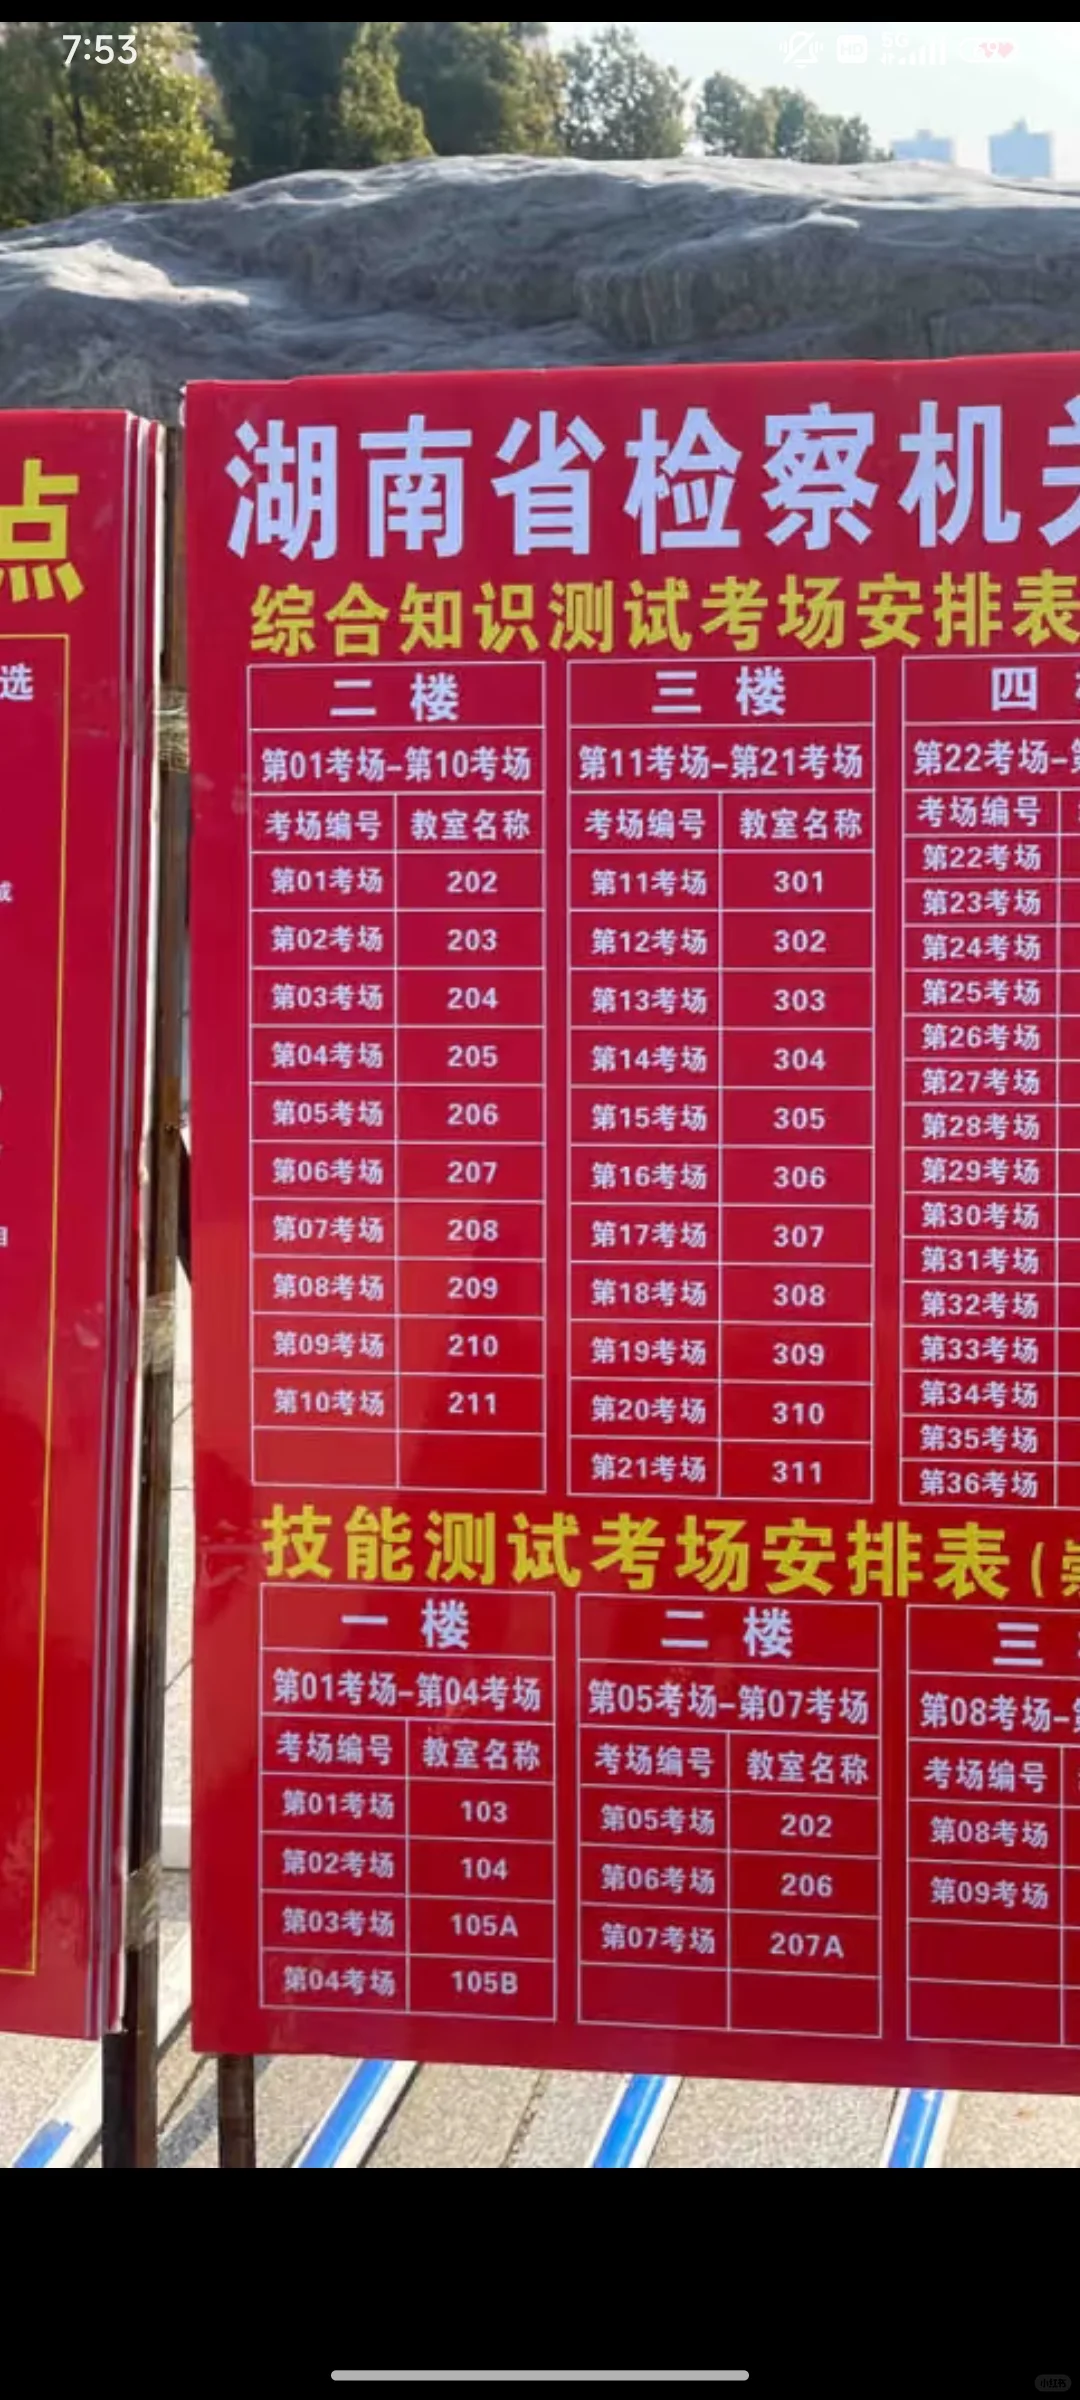 7:53
HD
5G
点
选
湖南省检察机
综合知识测试考场安排表
二 楼
第01考场-第10考场
考场编号 教室名称
第01考场 202
第02考场 203
第03考场 204
第04考场 205
第05考场 206
第06考场 207
第07考场 208
第08考场 209
第09考场 210
第10考场 211
三 楼
第11考场-第21考场
考场编号 教室名称
第11考场 301
第12考场 302
第13考场 303
第14考场 304
第15考场 305
第16考场 306
第17考场 307
第18考场 308
第19考场 309
第20考场 310
第21考场 311
四
第22考场-
考场编号
第22考场
第23考场
第24考场
第25考场
第26考场
第27考场
第28考场
第29考场
第30考场
第31考场
第32考场
第33考场
第34考场
第35考场
第36考场
技能测试考场安排表(
一 楼
第01考场-第04考场
考场编号 教室名称
第01考场 103
第02考场 104
第03考场 105A
第04考场 105B
二 楼
第05考场-第07考场
考场编号 教室名称
第05考场 202
第06考场 206
第07考场 207A
三
第08考场-
考场编号
第08考场
第09考场
小红书